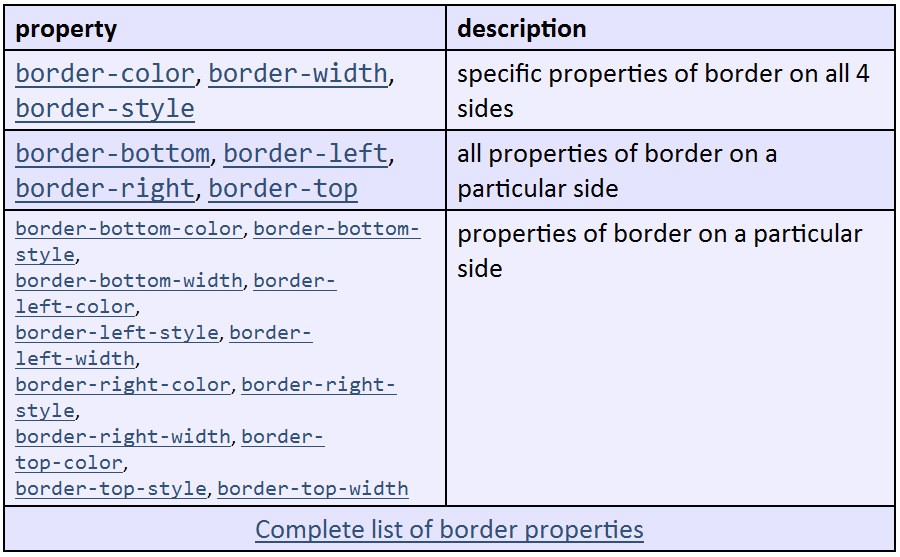 property description
border-color, border-width, specific properties of border on all 4
border-style sides
border-bottom, border-left, all properties of border on a
border-right, border-top particular side
border-bottom-color, border-bottom- properties of border on a particular
style, side
border-bottom-width, border-
left-color,
border-left-style, border-
left-width,
border-right-color, border-right-
style,
border-right-width, border-
top-color,
border-top-style, border-top-width
Complete list of border properties